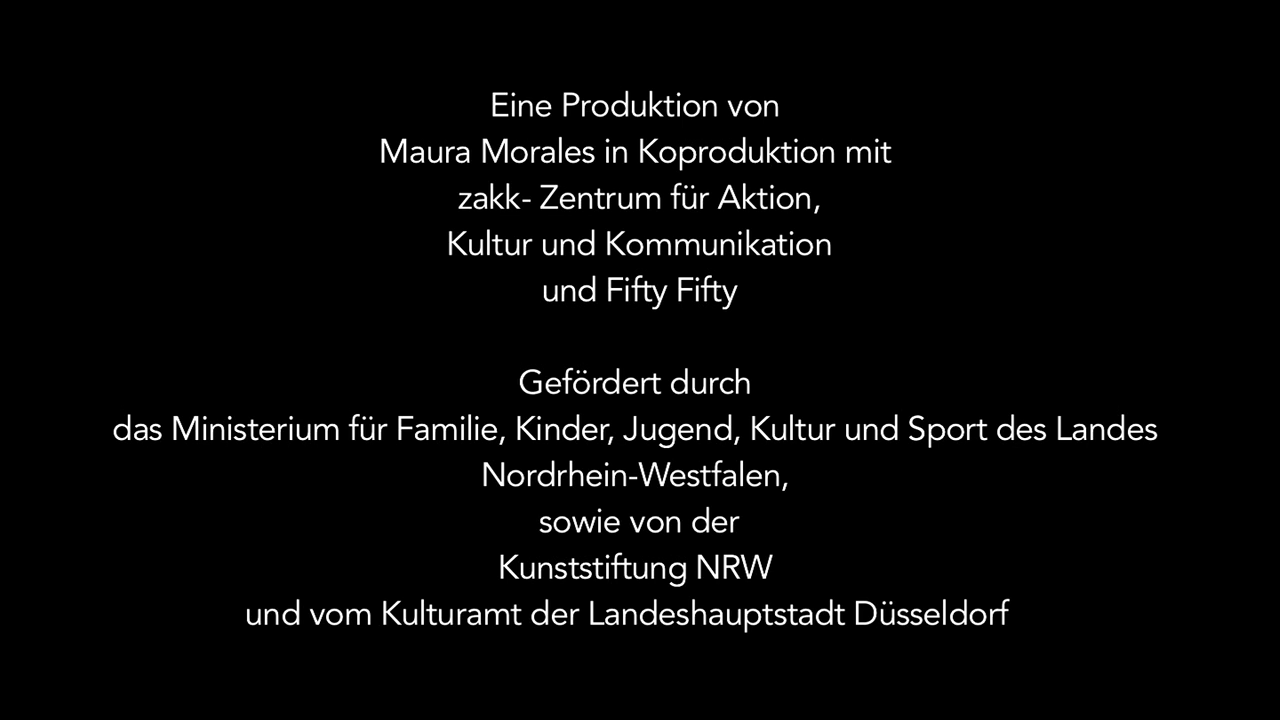 Eine Produktion von
Maura Morales in Koproduktion mit
zakk- Zentrum für Aktion,
Kultur und Kommunikation
und Fifty Fifty
Gefördert durch
das Ministerium für Familie, Kinder, Jugend, Kultur und Sport des Landes
Nordrhein-Westfalen,
sowie von der
Kunststiftung NRW
und vom Kulturamt der Landeshauptstadt Düsseldorf